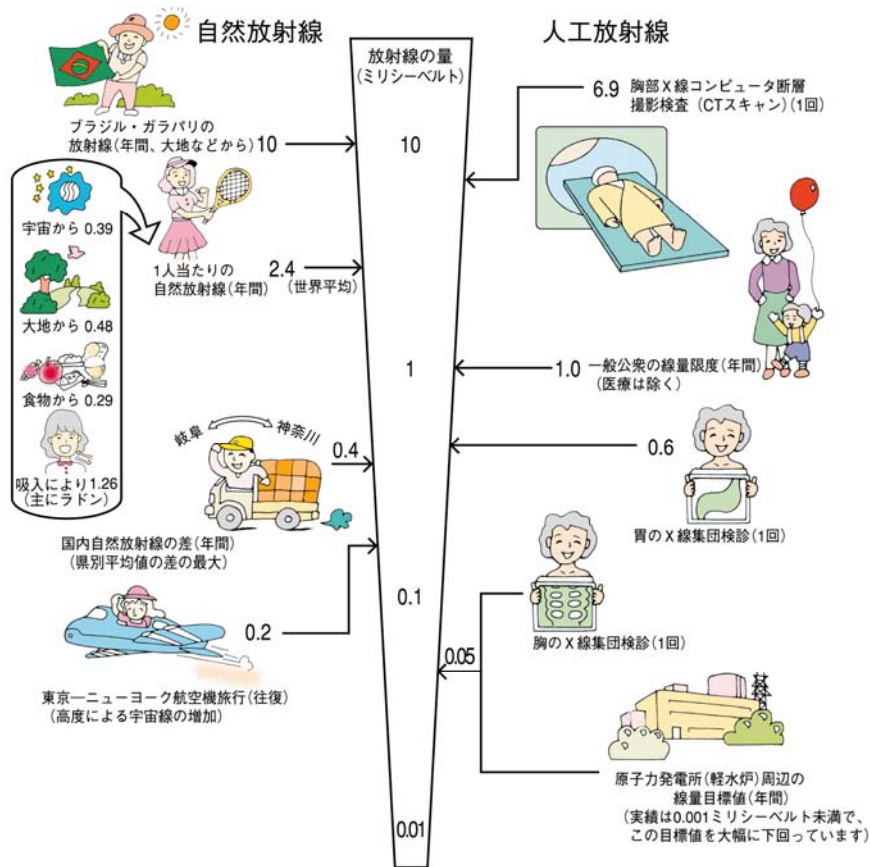 自然放射線
放射線の量
(ミリシーベルト)
人工放射線
ブラジル・ガラパリの
放射線(年間、大地などから) 10
10
6.9 胸部X線コンピュータ断層
撮影検査(CTスキャン)(1回)
宇宙から 0.39
大地から 0.48
食物から 0.29
吸入により 1.26
(主にラドン)
1人当たりの
自然放射線(年間)
2.4
(世界平均)
1
1.0 一般公衆の線量限度(年間)
(医療は除く)
岐阜
神奈川
0.4
国内自然放射線の差(年間)
(県別平均値の差の最大)
0.6
胃のX線集団検診(1回)
0.1
0.2
東京―ニューヨーク航空機旅行(往復)
(高度による宇宙線の増加)
胸のX線集団検診(1回)
0.05
原子力発電所(軽水炉)周辺の
線量目標値(年間)
(実績は0.001ミリシーベルト未満で、
この目標値を大幅に下回っています)
0.01